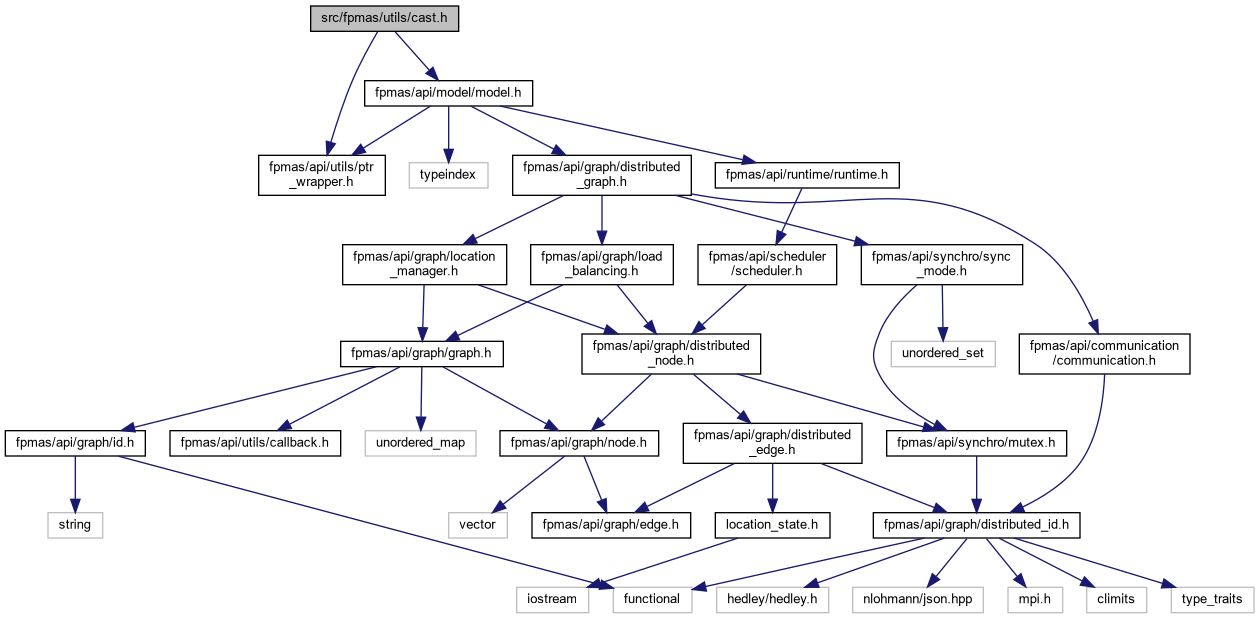 src/fpmas/utils/cast.h
fpmas/api/model/model.h
fpmas/api/utils/ptr
_wrapper.h
typeindex
fpmas/api/graph/distributed
_graph.h
fpmas/api/runtime/runtime.h
fpmas/api/graph/location
_manager.h
fpmas/api/graph/load
_balancing.h
fpmas/api/scheduler
/scheduler.h
fpmas/api/synchro/sync
_mode.h
fpmas/api/graph/graph.h
fpmas/api/graph/distributed
_node.h
unordered_set
fpmas/api/communication
/communication.h
fpmas/api/graph/id.h
fpmas/api/utils/callback.h
unordered_map
fpmas/api/graph/node.h
fpmas/api/graph/distributed
_edge.h
fpmas/api/synchro/mutex.h
string
vector
fpmas/api/graph/edge.h
location_state.h
fpmas/api/graph/distributed_id.h
iostream
functional
hedley/hedley.h
nlohmann/json.hpp
mpi.h
climits
type_traits